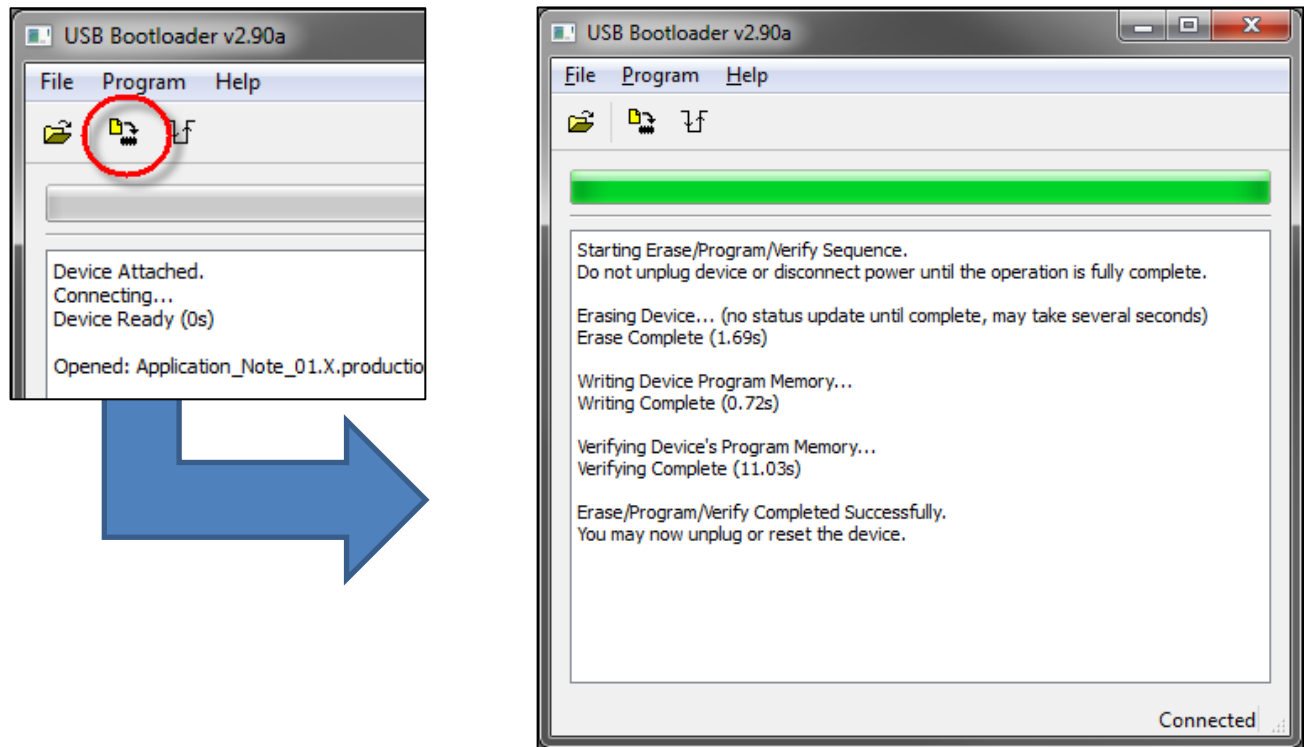 USB Bootloader v2.90a
File Program Help
Device Attached.
Connecting...
Device Ready (0s)
Opened: Application_Note_01.X.productio
USB Bootloader v2.90a
File Program Help
Starting Erase/Program/Verify Sequence.
Do not unplug device or disconnect power until the operation is fully complete.
Erasing Device... (no status update until complete, may take several seconds)
Erase Complete (1.69s)
Writing Device Program Memory...
Writing Complete (0.72s)
Verifying Device's Program Memory...
Verifying Complete (11.03s)
Erase/Program/Verify Completed Successfully.
You may now unplug or reset the device.
Connected